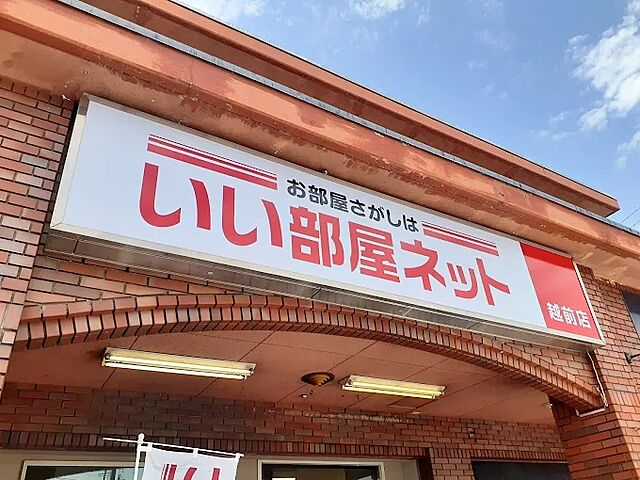 お部屋さがしは
いい部屋ネット
越前店